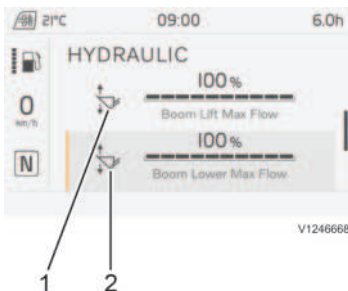 21°C 09:00 6.0h
HYDRAULIC
100%
Boom Lift Max Flow
0
km/h
100%
Boom Lower Max Flow
N
V1246668
1 2